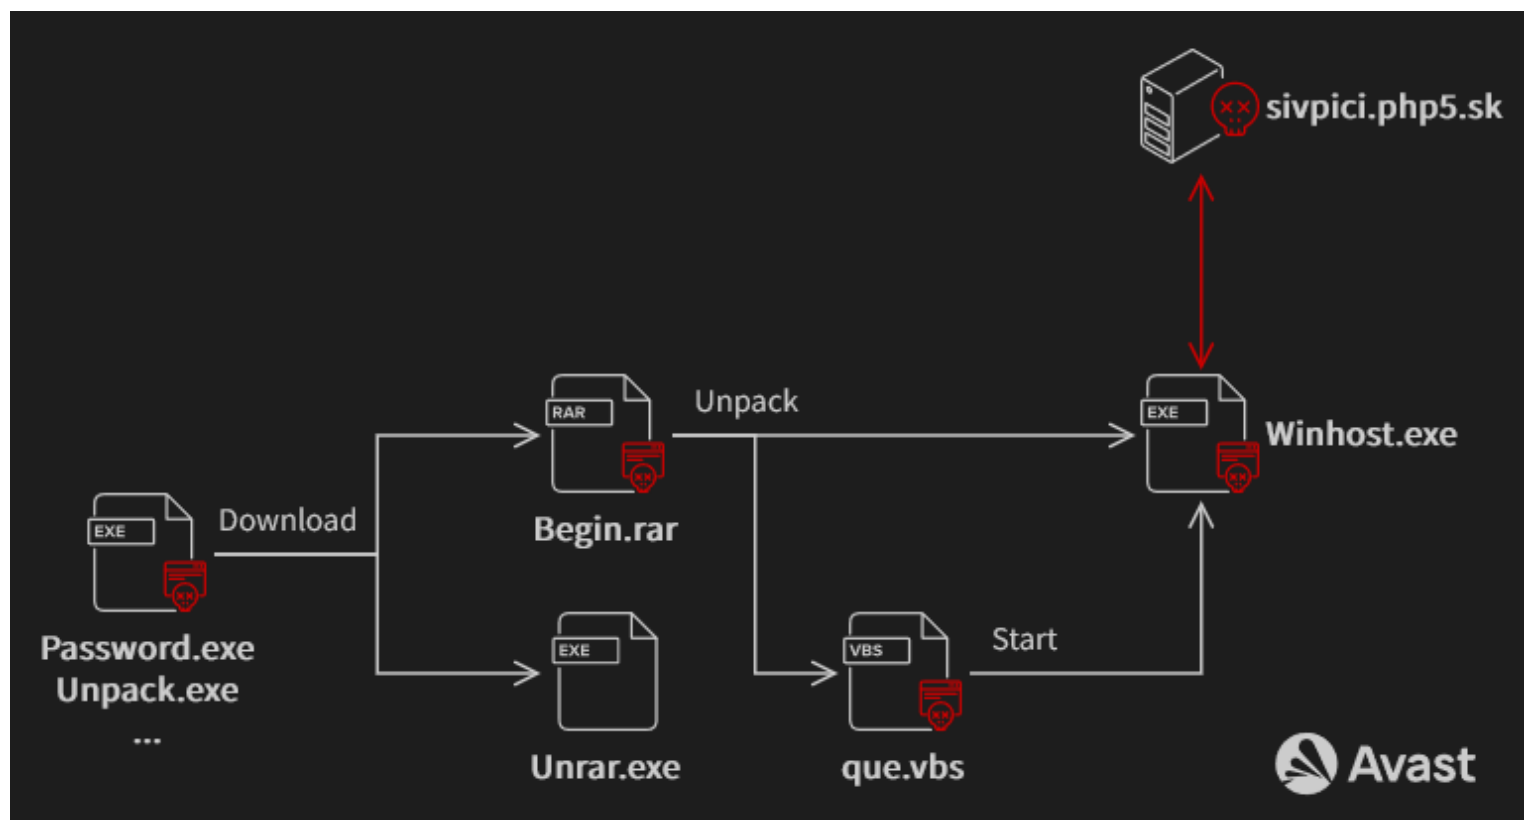 sivpici.php5.sk
RAR
Unpack
EXE
Winhost.exe
EXE
Download
Begin.rar
Password.exe
Unpack.exe
...
EXE
Unrar.exe
VBS
Start
que.vbs
Avast